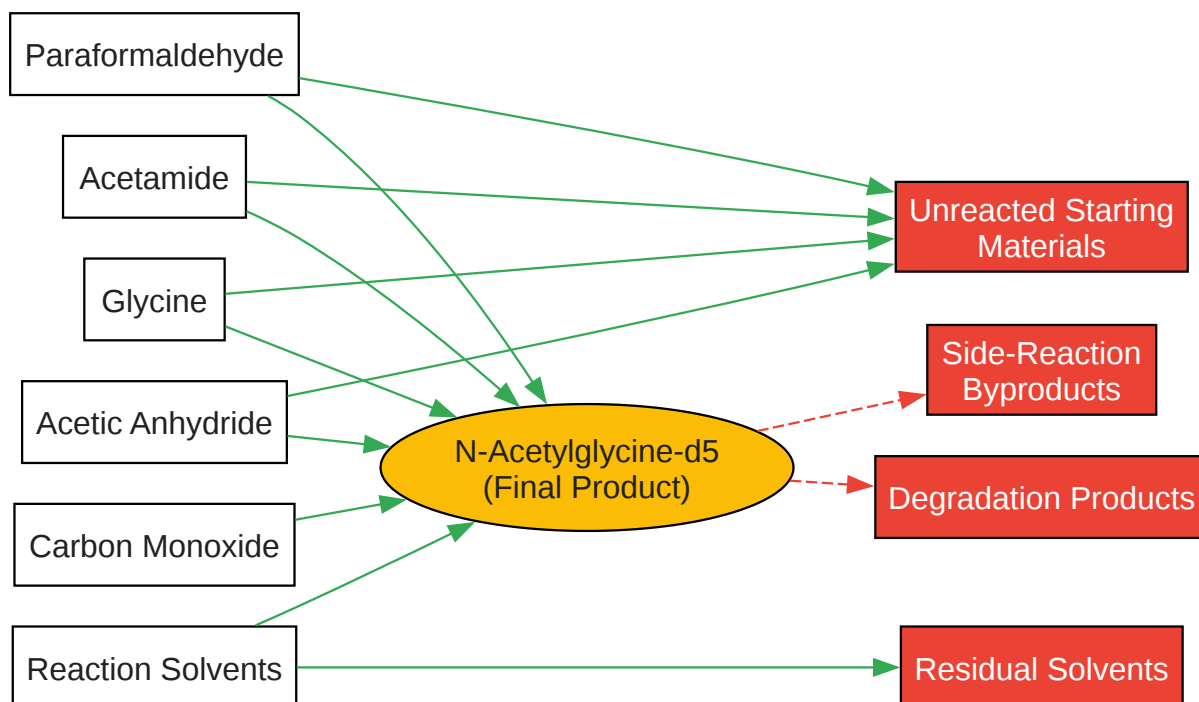 Paraformaldehyde
Acetamide
Glycine
Acetic Anhydride
Carbon Monoxide
Reaction Solvents
N-Acetylglycine-d5
(Final Product)
Unreacted Starting
Materials
Side-Reaction
Byproducts
Degradation Products
Residual Solvents